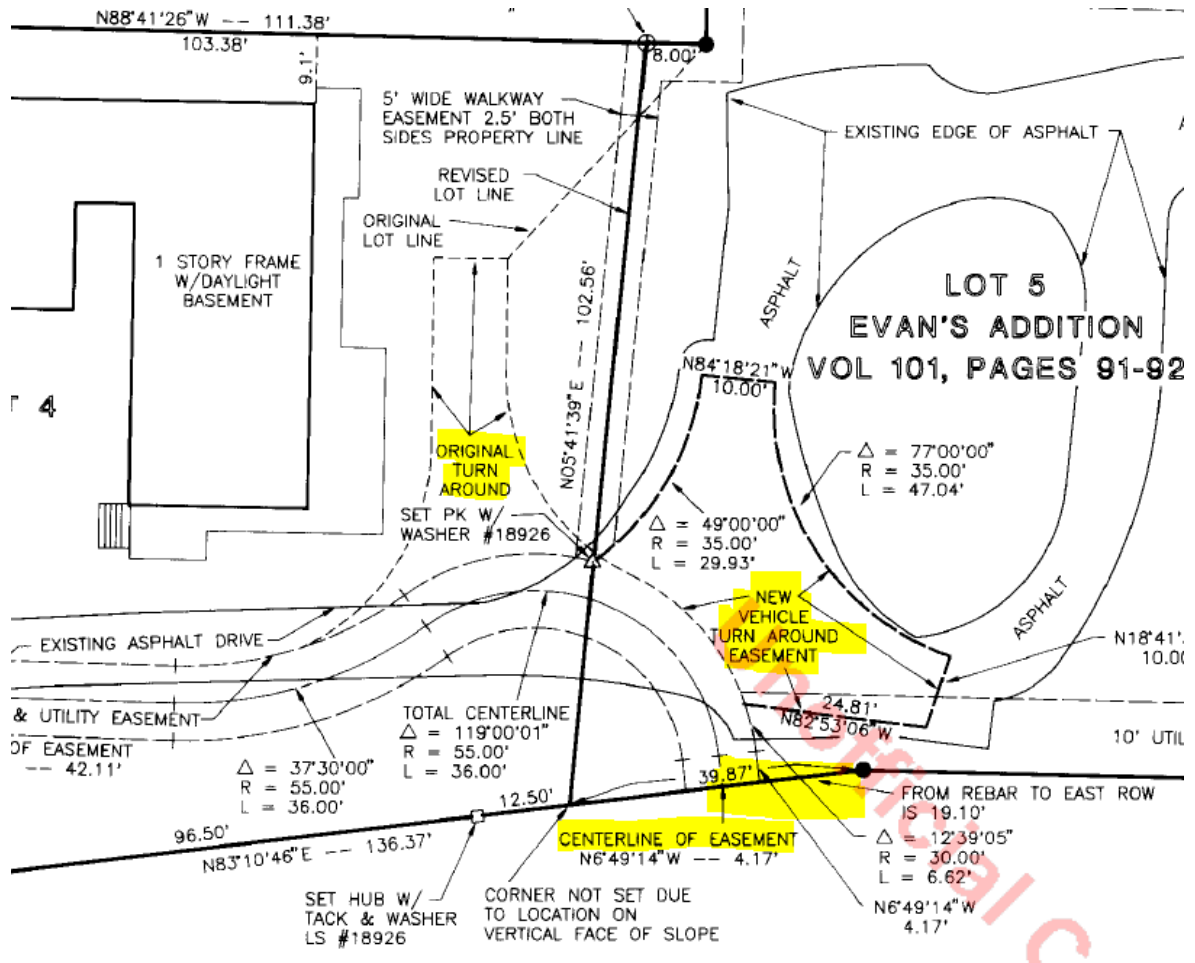 N88°41'26"W -- 111.38'
103.38'
8.00'
9.1'
5' WIDE WALKWAY
EASEMENT 2.5' BOTH
SIDES PROPERTY LINE
EXISTING EDGE OF ASPHALT
REVISED
LOT LINE
ORIGINAL
LOT LINE
1 STORY FRAME
W/DAYLIGHT
BASEMENT
N05°41'39"E -- 102.56'
ASPHALT
LOT 5
EVAN'S ADDITION
VOL 101, PAGES 91-92
N84°18'21"W
10.00'
T 4
ORIGINAL
TURN
AROUND
Δ = 77°00'00"
R = 35.00'
L = 47.04'
SET PK W/
WASHER #18926
Δ = 49°00'00"
R = 35.00'
L = 29.93'
NEW
VEHICLE
TURN AROUND
EASEMENT
ASPHALT
EXISTING ASPHALT DRIVE
N18°41'
10.00
& UTILITY EASEMENT
TOTAL CENTERLINE
Δ = 119°00'01"
R = 55.00'
L = 36.00'
24.81'
N82°53'06"W
OF EASEMENT
-- 42.11'
10' UTIL
Δ = 37°30'00"
R = 55.00'
L = 36.00'
39.87'
12.50'
FROM REBAR TO EAST ROW
IS 19.10'
96.50'
N83°10'46"E -- 136.37'
CENTERLINE OF EASEMENT
N6°49'14"W -- 4.17'
Δ = 12°39'05"
R = 30.00'
L = 6.62'
SET HUB W/
TACK & WASHER
LS #18926
CORNER NOT SET DUE
TO LOCATION ON
VERTICAL FACE OF SLOPE
N6°49'14"W
4.17'
Unofficial C